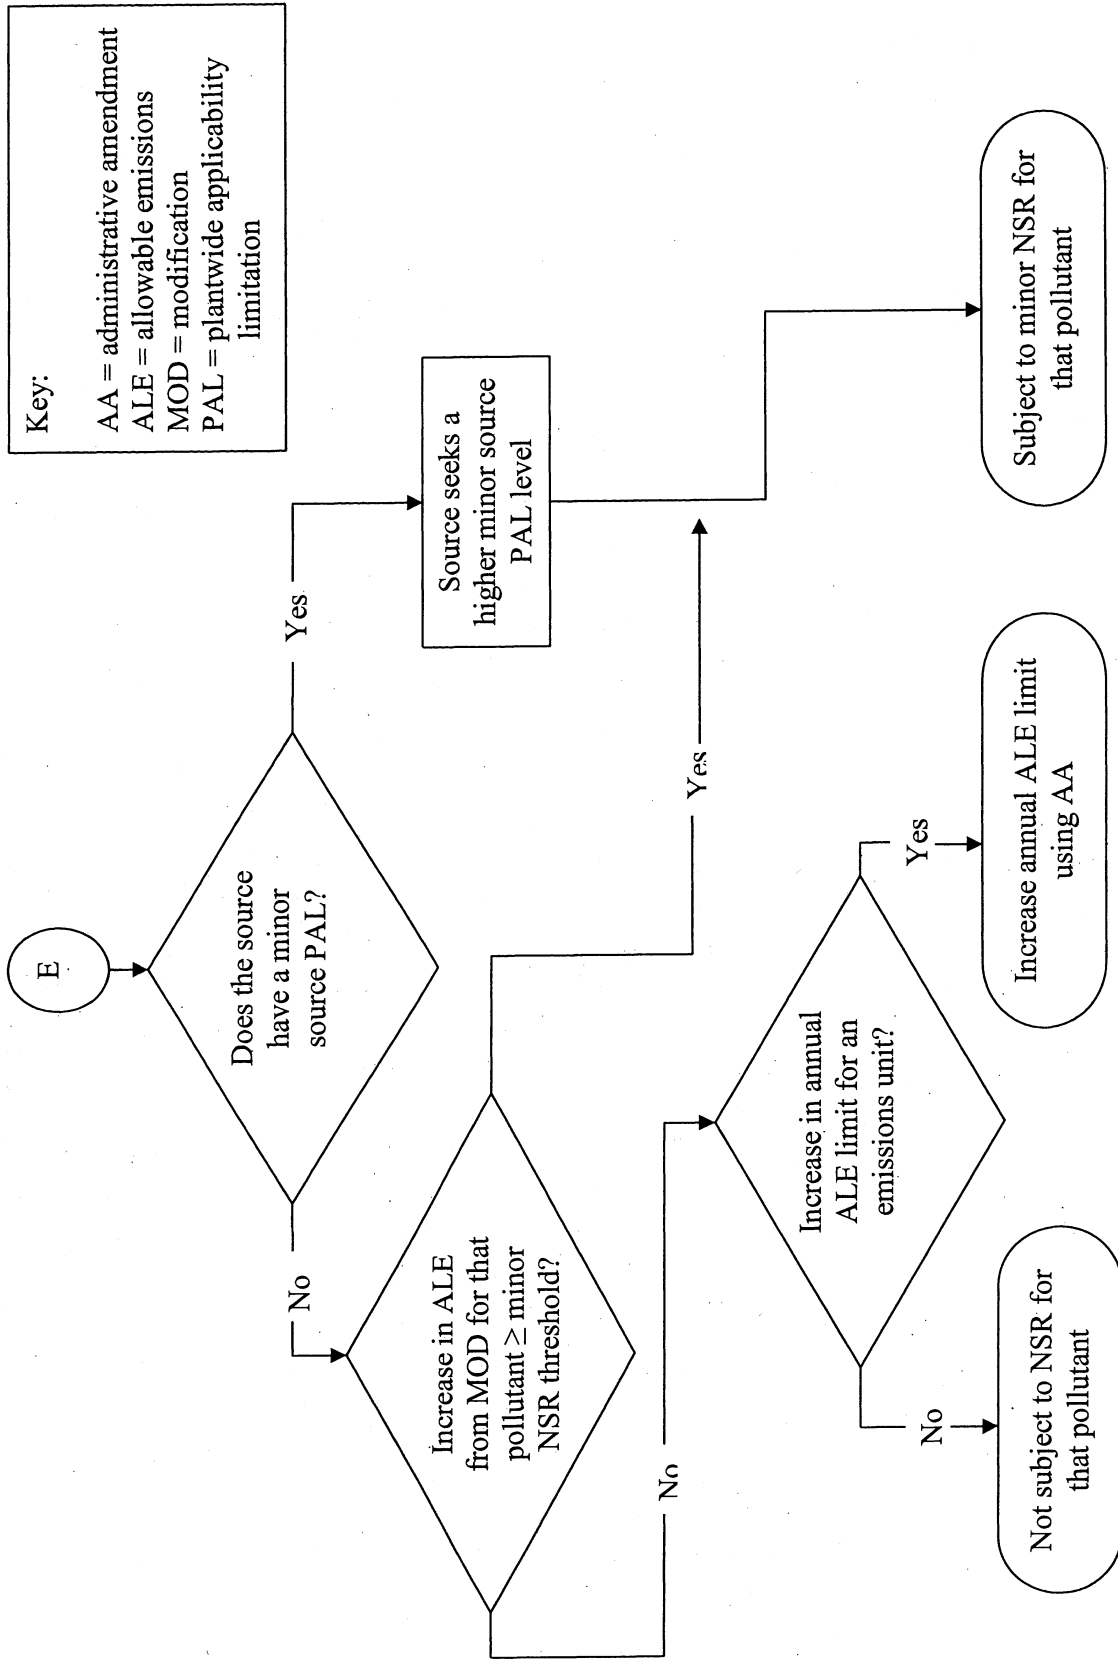 Key:
AA = administrative amendment
ALE = allowable emissions
MOD = modification
PAL = plantwide applicability
limitation
E
Does the source
have a minor
source PAL?
Yes
No
Source seeks a
higher minor source
PAL level
Increase in ALE
from MOD for that
pollutant ≥ minor
NSR threshold?
Yes
No
Increase in annual
ALE limit for an
emissions unit?
Yes
No
Not subject to NSR for
that pollutant
Increase annual ALE limit
using AA
Subject to minor NSR for
that pollutant